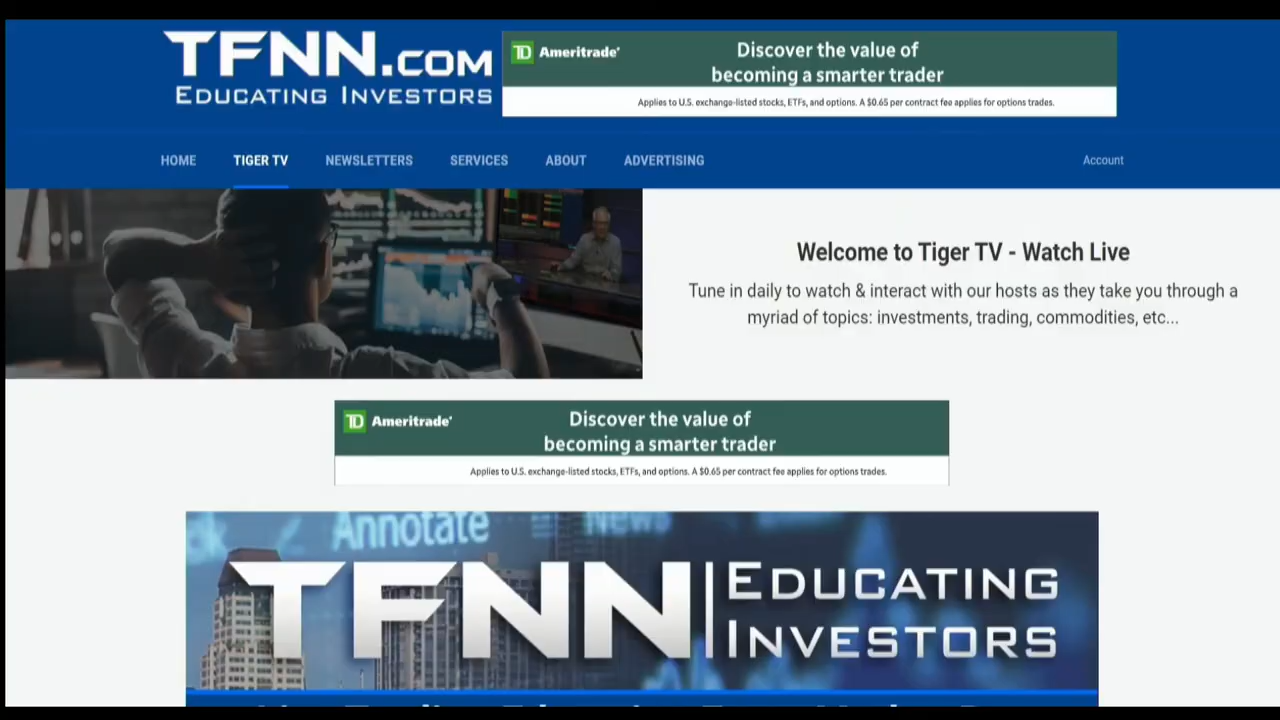 TFNN.COM
EDUCATING INVESTORS
TD Ameritrade®
Discover the value of
becoming a smarter trader
Applies to U.S. exchange-listed stocks, ETFs, and options. A $0.65 per contract fee applies for options trades.
HOME TIGER TV NEWSLETTERS SERVICES ABOUT ADVERTISING Account
Welcome to Tiger TV - Watch Live
Tune in daily to watch & interact with our hosts as they take you through a
myriad of topics: investments, trading, commodities, etc...
TD Ameritrade®
Discover the value of
becoming a smarter trader
Applies to U.S. exchange-listed stocks, ETFs, and options. A $0.65 per contract fee applies for options trades.
Annotate News
TFNN EDUCATING
INVESTORS